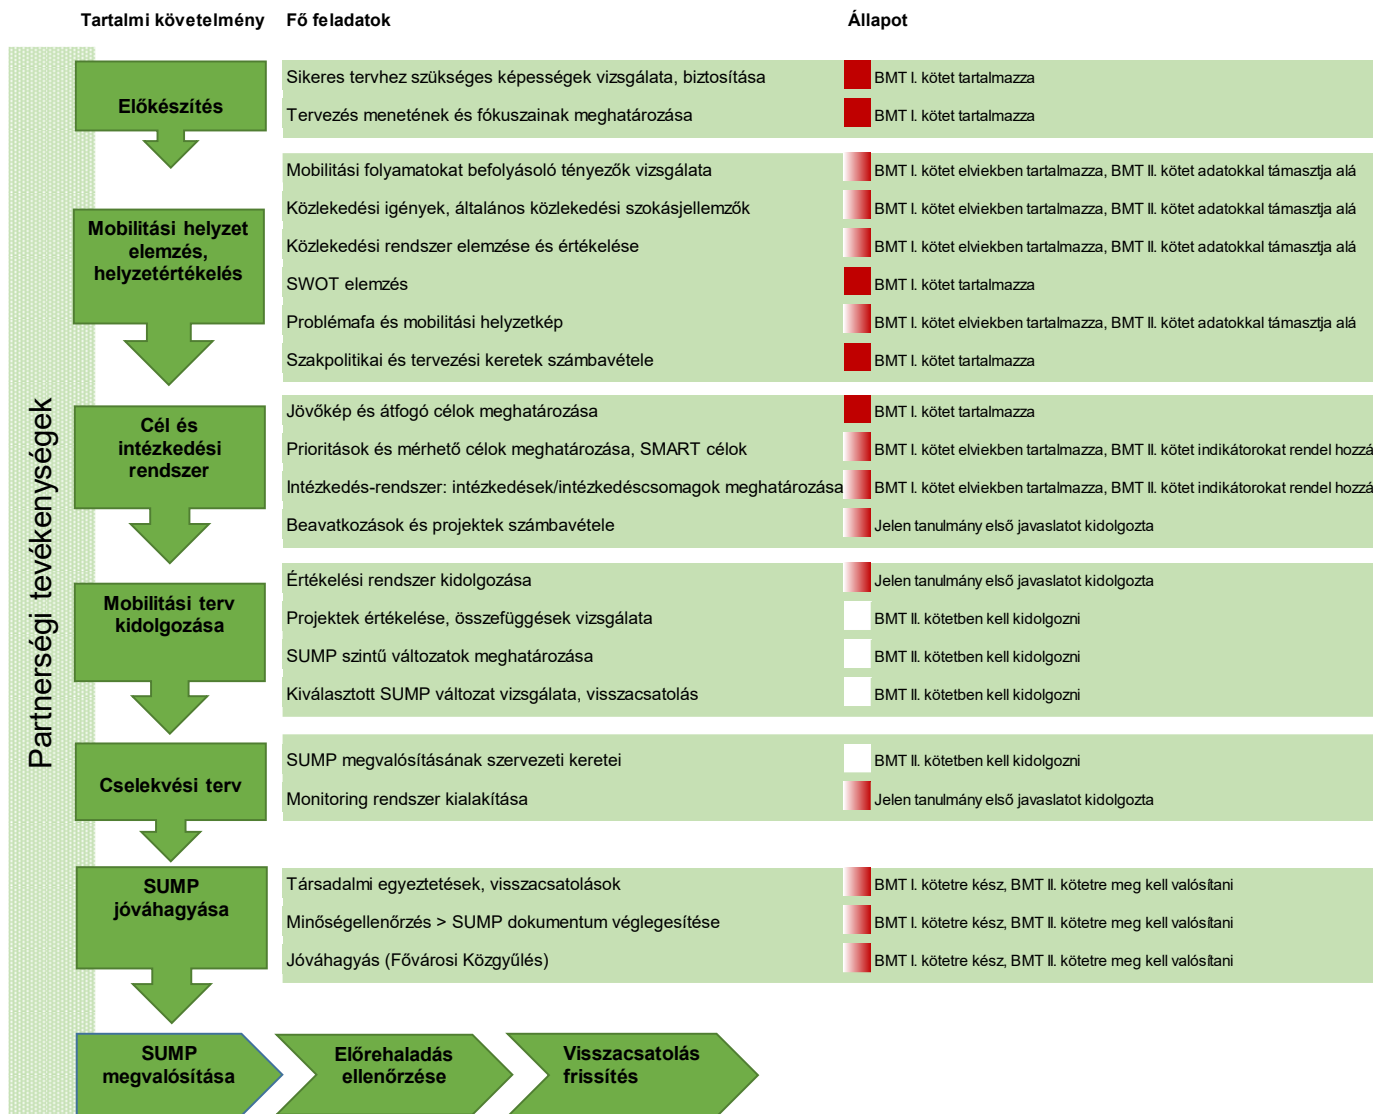 Tartalmi követelmény Fő feladatok Állapot
Partnerségi tevékenységek
Előkészítés
Sikeres tervhez szükséges képességek vizsgálata, biztosítása BMT I. kötet tartalmazza
Tervezés menetének és fókuszainak meghatározása BMT I. kötet tartalmazza
Mobilitási helyzet
elemzés,
helyzetértékelés
Mobilitási folyamatokat befolyásoló tényezők vizsgálata BMT I. kötet elviekben tartalmazza, BMT II. kötet adatokkal támasztja alá
Közlekedési igények, általános közlekedési szokásjellemzők BMT I. kötet elviekben tartalmazza, BMT II. kötet adatokkal támasztja alá
Közlekedési rendszer elemzése és értékelése BMT I. kötet elviekben tartalmazza, BMT II. kötet adatokkal támasztja alá
SWOT elemzés BMT I. kötet tartalmazza
Problémafa és mobilitási helyzetkép BMT I. kötet elviekben tartalmazza, BMT II. kötet adatokkal támasztja alá
Szakpolitikai és tervezési keretek számbavétele BMT I. kötet tartalmazza
Cél és
intézkedési
rendszer
Jövőkép és átfogó célok meghatározása BMT I. kötet tartalmazza
Prioritások és mérhető célok meghatározása, SMART célok BMT I. kötet elviekben tartalmazza, BMT II. kötet indikátorokat rendel hozzá
Intézkedés-rendszer: intézkedések/intézkedéscsomagok meghatározása BMT I. kötet elviekben tartalmazza, BMT II. kötet indikátorokat rendel hozzá
Beavatkozások és projektek számbavétele Jelen tanulmány első javaslatot kidolgozta
Mobilitási terv
kidolgozása
Értékelési rendszer kidolgozása Jelen tanulmány első javaslatot kidolgozta
Projektek értékelése, összefüggések vizsgálata BMT II. kötetben kell kidolgozni
SUMP szintű változatok meghatározása BMT II. kötetben kell kidolgozni
Kiválasztott SUMP változat vizsgálata, visszacsatolás BMT II. kötetben kell kidolgozni
Cselekvési terv
SUMP megvalósításának szervezeti keretei BMT II. kötetben kell kidolgozni
Monitoring rendszer kialakítása Jelen tanulmány első javaslatot kidolgozta
SUMP
jóváhagyása
Társadalmi egyeztetések, visszacsatolások BMT I. kötetre kész, BMT II. kötetre meg kell valósítani
Minőségellenőrzés > SUMP dokumentum véglegesítése BMT I. kötetre kész, BMT II. kötetre meg kell valósítani
Jóváhagyás (Fővárosi Közgyűlés) BMT I. kötetre kész, BMT II. kötetre meg kell valósítani
SUMP
megvalósítása
Előrehaladás
ellenőrzése
Visszacsatolás
frissítés